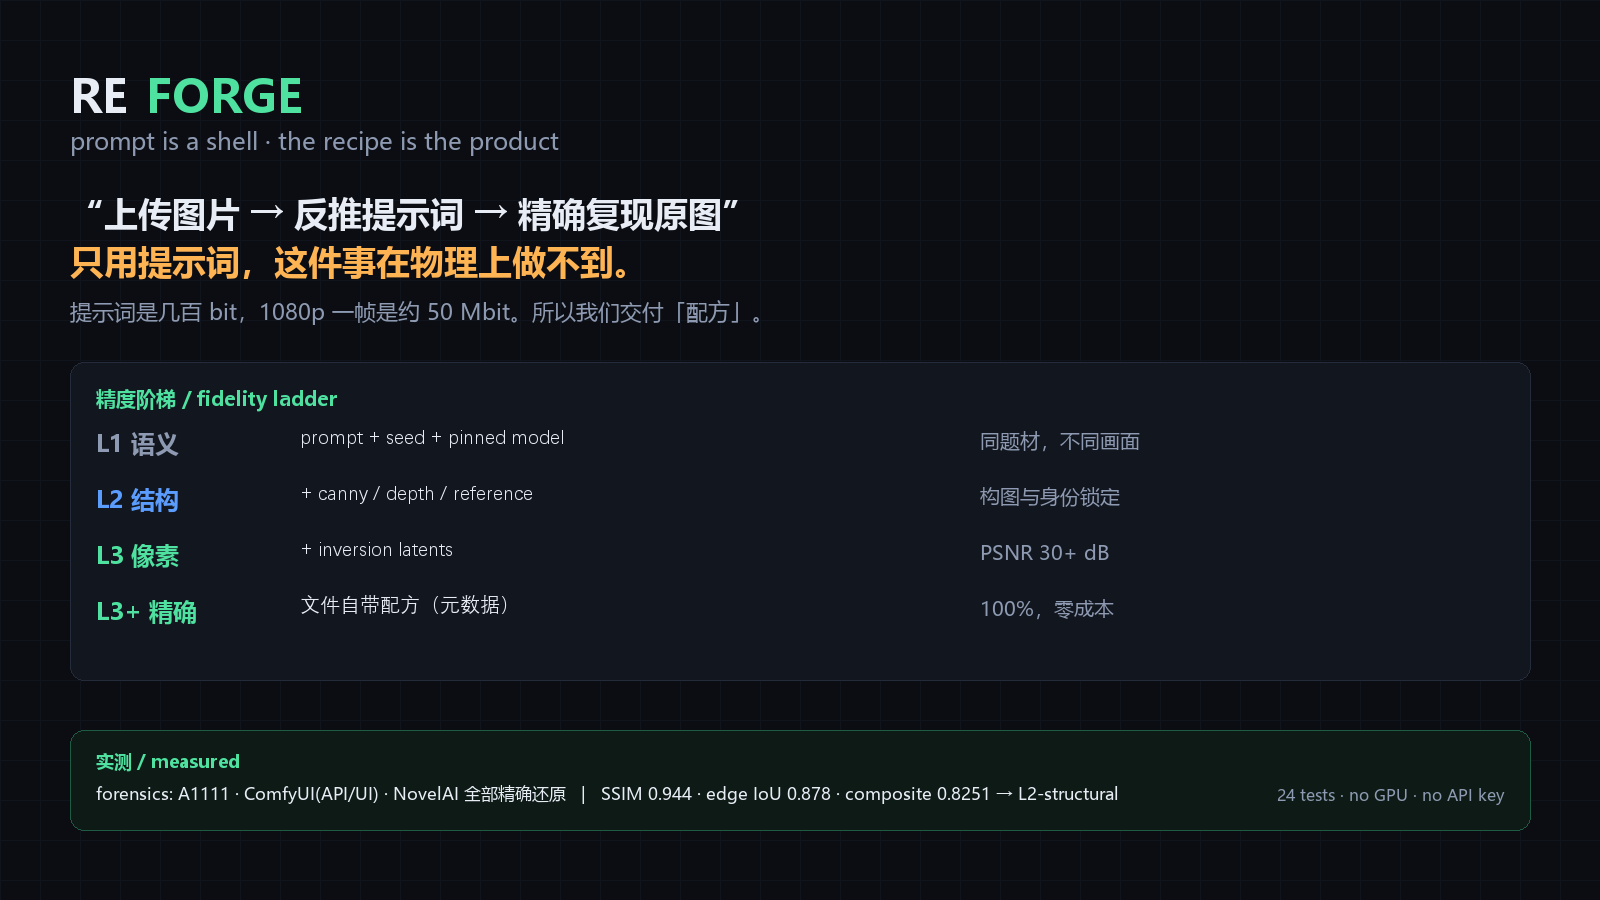 RE FORGE
prompt is a shell · the recipe is the product
“上传图片 → 反推提示词 → 精确复现原图”
只用提示词，这件事在物理上做不到。
提示词是几百 bit，1080p 一帧是约 50 Mbit。所以我们交付「配方」。
精度阶梯 / fidelity ladder
L1 语义 prompt + seed + pinned model 同题材，不同画面
L2 结构 + canny / depth / reference 构图与身份锁定
L3 像素 + inversion latents PSNR 30+ dB
L3+ 精确 文件自带配方（元数据） 100%，零成本
实测 / measured
forensics: A1111 · ComfyUI(API/UI) · NovelAI 全部精确还原 | SSIM 0.944 · edge IoU 0.878 · composite 0.8251 → L2-structural 24 tests · no GPU · no API key